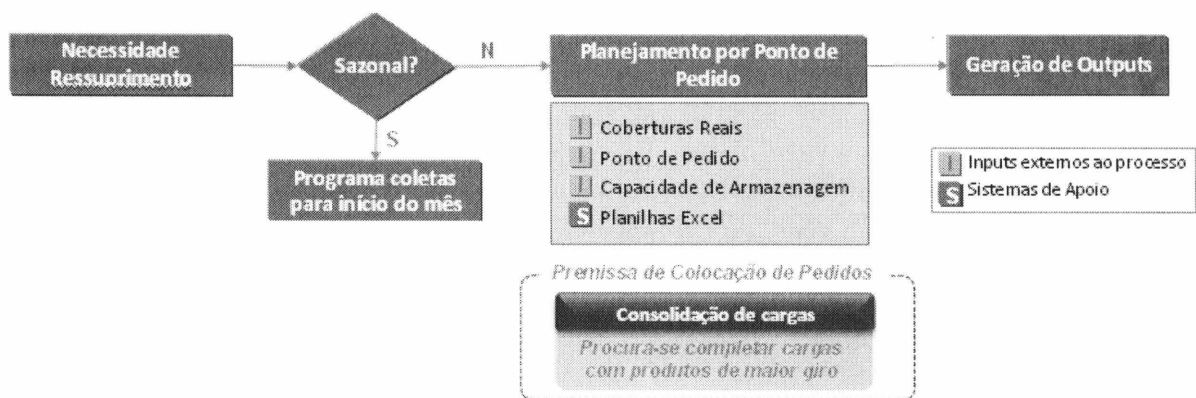 Necessidade
Ressuprimento
Sazonal?
N
S
Programa coletas
para início do mês
Planejamento por Ponto de
Pedido
I Coberturas Reais
I Ponto de Pedido
I Capacidade de Armazenagem
S Planilhas Excel
Geração de Outputs
I Inputs externos ao processo
S Sistemas de Apoio
Premissa de Colocação de Pedidos
Consolidação de cargas
Procura-se completar cargas
com produtos de maior giro